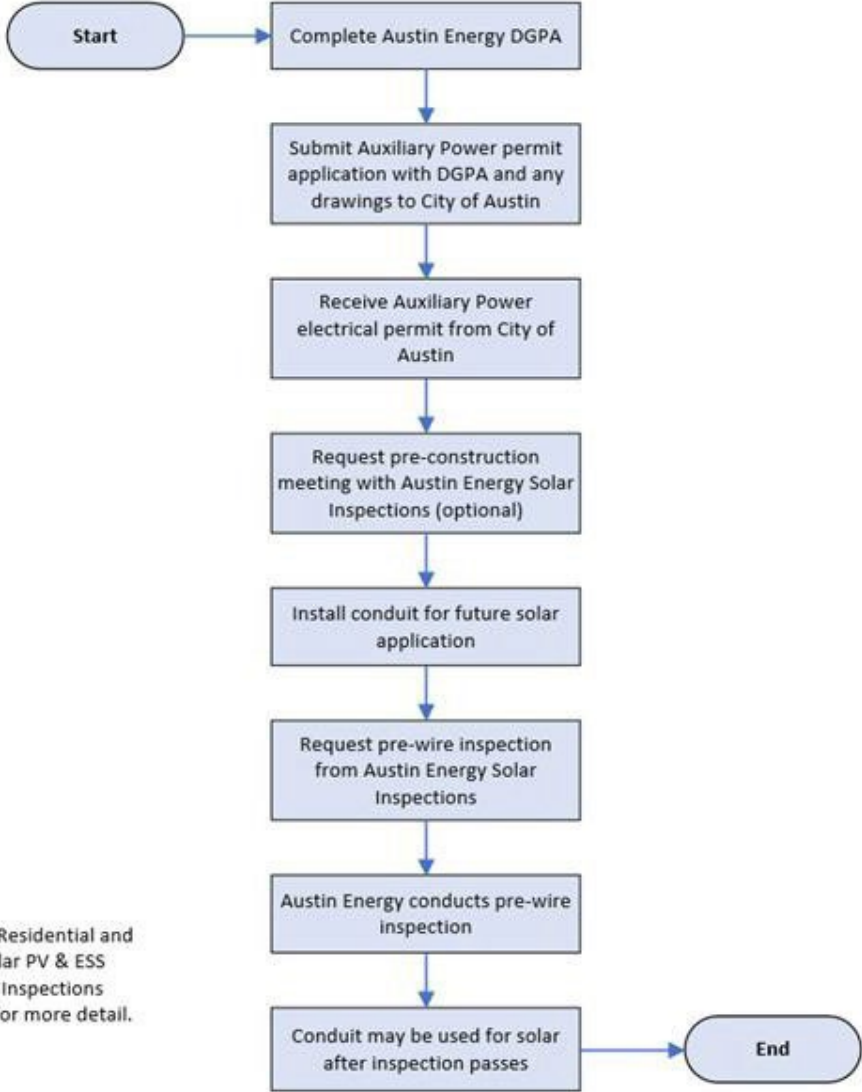 Start
Complete Austin Energy DGPA
Submit Auxiliary Power permit
application with DGPA and any
drawings to City of Austin
Receive Auxiliary Power
electrical permit from City of
Austin
Request pre-construction
meeting with Austin Energy Solar
Inspections (optional)
Install conduit for future solar
application
Request pre-wire inspection
from Austin Energy Solar
Inspections
Austin Energy conducts pre-wire
inspection
Conduit may be used for solar
after inspection passes
End
Residential and
PV & ESS
Inspections
more detail.